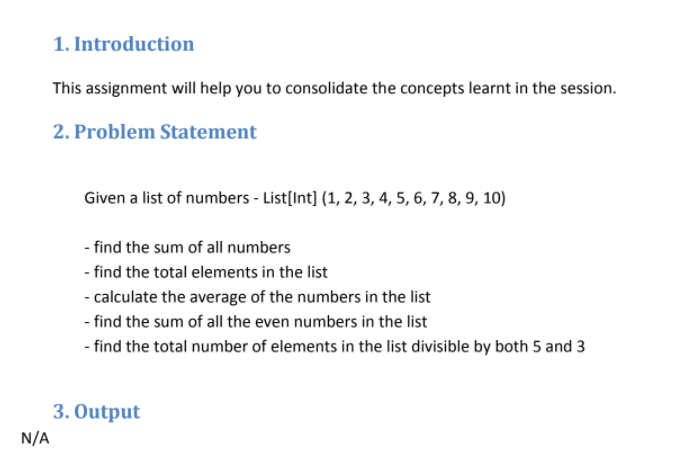 1. Introduction
This assignment will help you to consolidate the concepts learnt in the session.
2. Problem Statement
Given a list of numbers - List[Int] (1, 2, 3, 4, 5, 6, 7, 8, 9, 10)
- find the sum of all numbers
- find the total elements in the list
- calculate the average of the numbers in the list
- find the sum of all the even numbers in the list
- find the total number of elements in the list divisible by both 5 and 3
3. Output
N/A